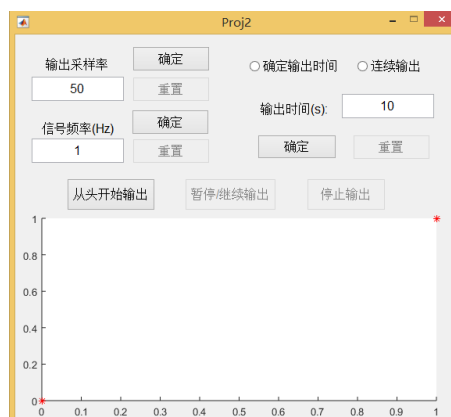 Proj2
输出采样率
确定
确定输出时间
连续输出
50
重置
输出时间(s):
10
信号频率(Hz)
确定
1
重置
确定
重置
从头开始输出
暂停/继续输出
停止输出
1
0.8
0.6
0.4
0.2
0
0 0.1 0.2 0.3 0.4 0.5 0.6 0.7 0.8 0.9 1